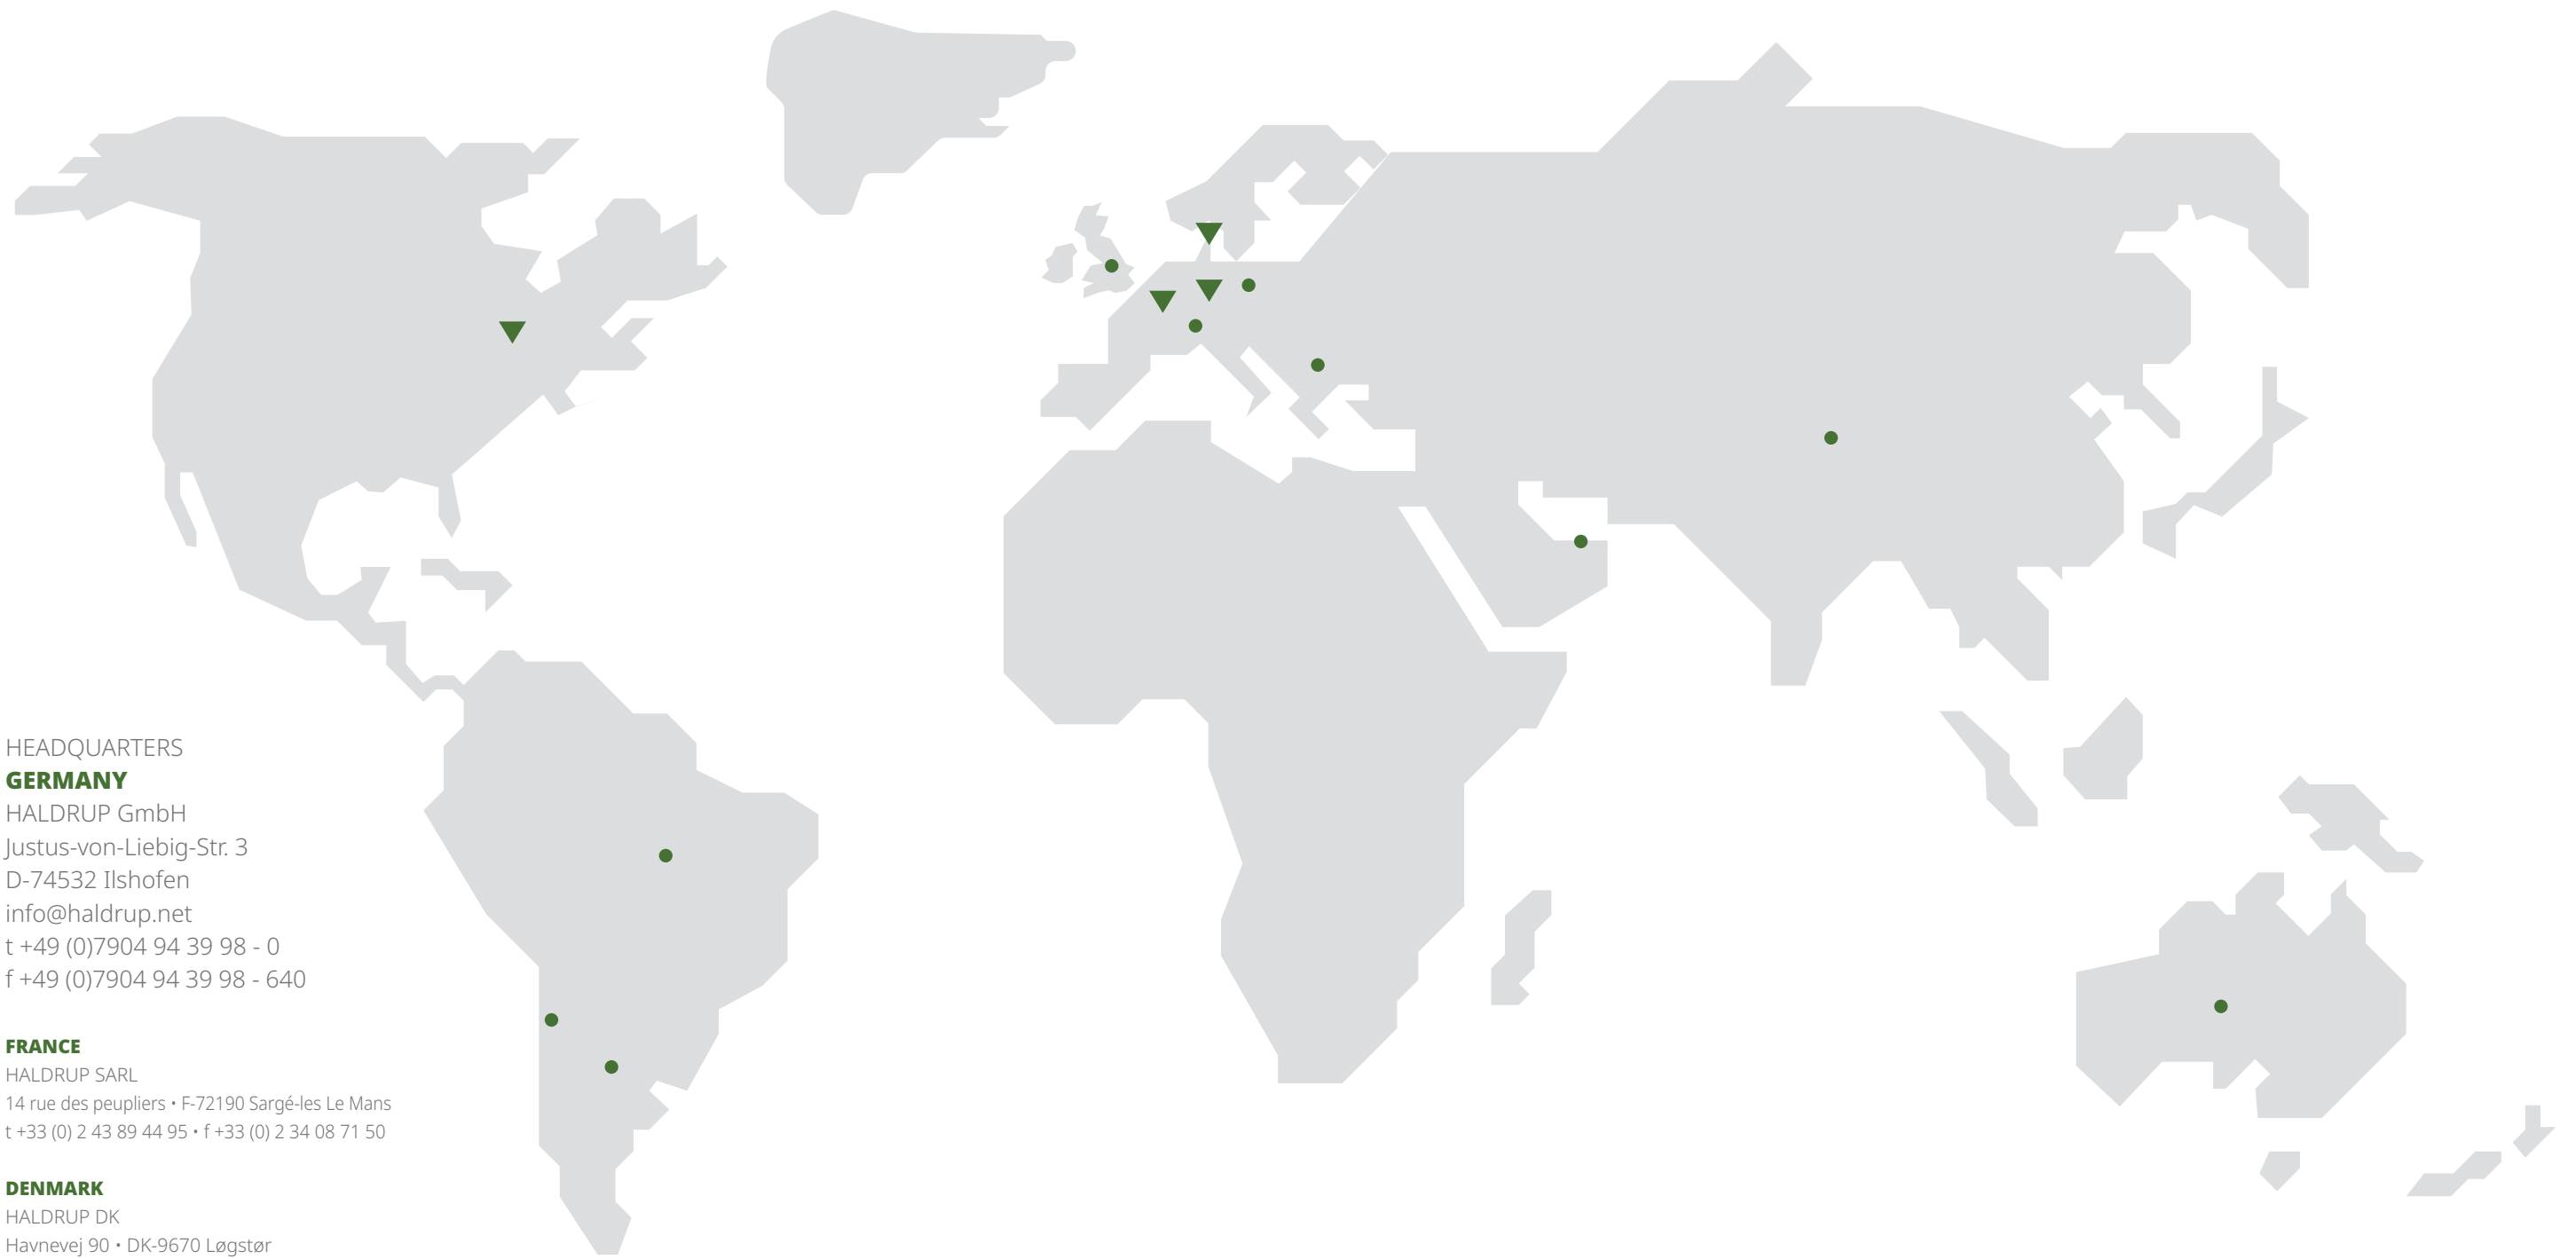 HEADQUARTERS
GERMANY
HALDRUP GmbH
Justus-von-Liebig-Str. 3
D-74532 Ilshofen
info@haldrup.net
t +49 (0)7904 94 39 98 - 0
f +49 (0)7904 94 39 98 - 640
FRANCE
HALDRUP SARL
14 rue des peupliers • F-72190 Sargé-les Le Mans
t +33 (0) 2 43 89 44 95 • f +33 (0) 2 34 08 71 50
DENMARK
HALDRUP DK
Havnevej 90 • DK-9670 Løgstør